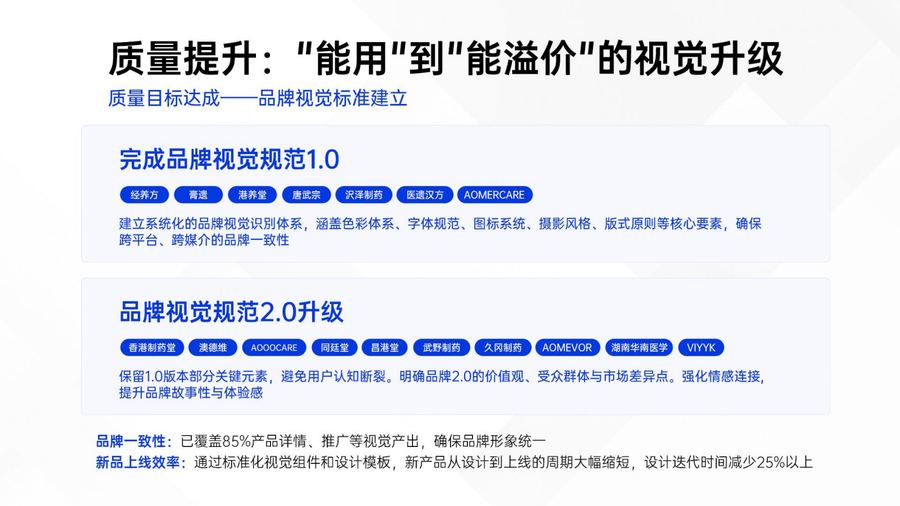 质量提升："能用"到"能溢价"的视觉升级
质量目标达成——品牌视觉标准建立
完成品牌视觉规范1.0
经养方 膏遗 港养堂 唐武宗 沢泽制药 医遗汉方 AOMERCARE
建立系统化的品牌视觉识别体系，涵盖色彩体系、字体规范、图标系统、摄影风格、版式原则等核心要素，确保
跨平台、跨媒介的品牌一致性
品牌视觉规范2.0升级
香港制药堂 澳德维 AOOOCARE 同廷堂 昌港堂 武野制药 久冈制药 AOMEVOR 湖南华南医学 VIYYK
保留1.0版本部分关键元素，避免用户认知断裂。明确品牌2.0的价值观、受众群体与市场差异点。强化情感连接，
提升品牌故事性与体验感
品牌一致性：已覆盖85%产品详情、推广等视觉产出，确保品牌形象统一
新品上线效率：通过标准化视觉组件和设计模板，新产品从设计到上线的周期大幅缩短，设计迭代时间减少25%以上